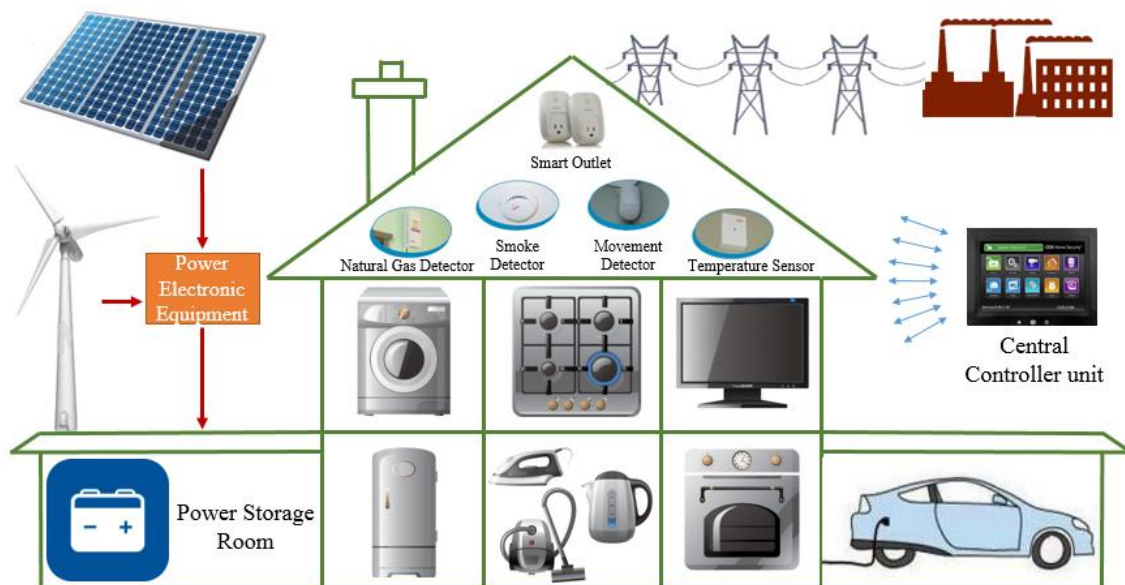 Smart Outlet
Smoke
Detector
Movement
Detector
Natural Gas Detector
Temperature Sensor
Power
Electronic
Equipment
Central
Controller unit
Power Storage
Room